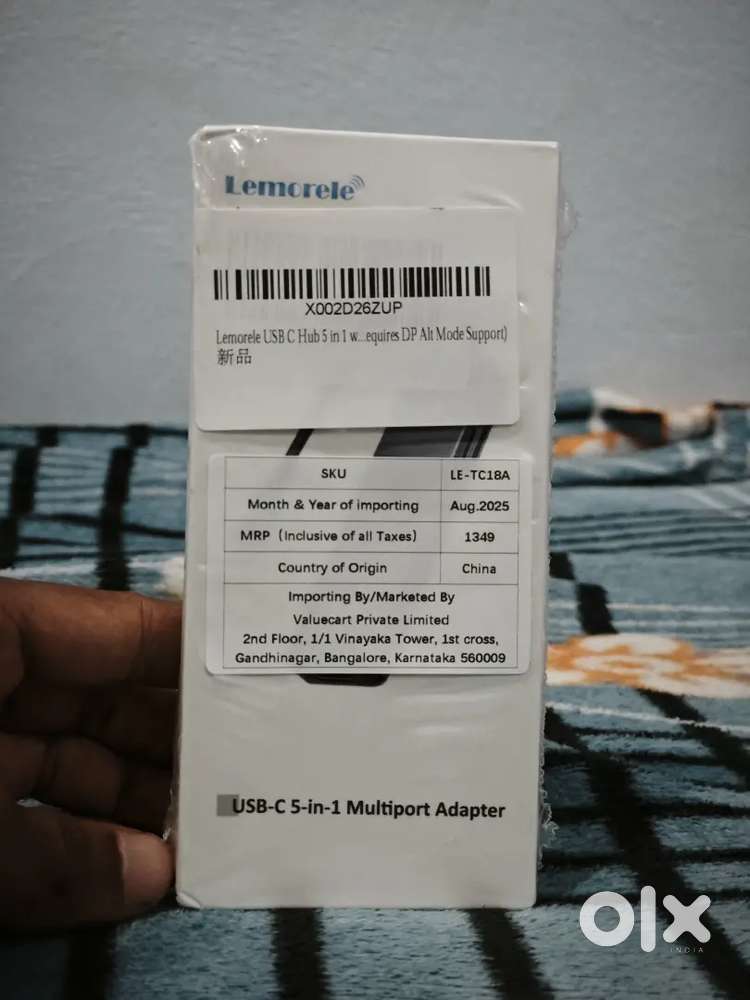 Lemorele
X002D26ZUP
Lemorele USB C Hub 5 in 1 w...equires DP Alt Mode Support)
新品
SKU LE-TC18A
Month & Year of importing Aug.2025
MRP (Inclusive of all Taxes) 1349
Country of Origin China
Importing By/Marketed By
Valuecart Private Limited
2nd Floor, 1/1 Vinayaka Tower, 1st cross,
Gandhinagar, Bangalore, Karnataka 560009
USB-C 5-in-1 Multiport Adapter
olx
INDIA